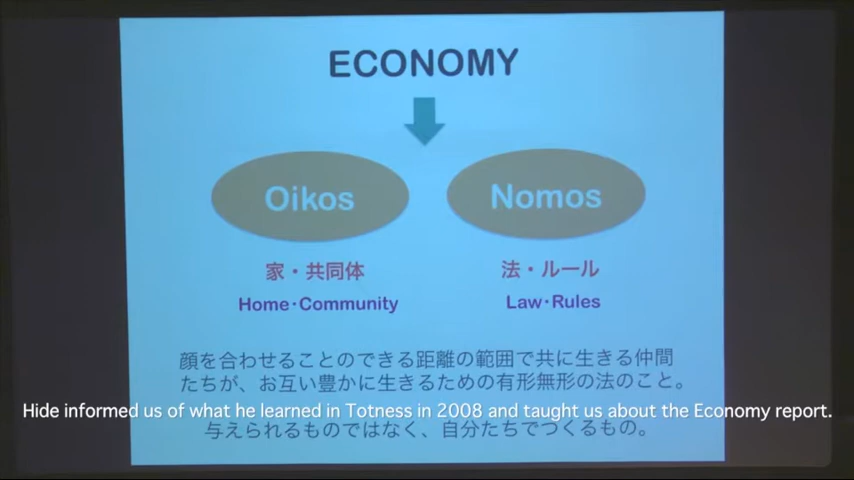 ECONOMY
Oikos
Nomos
家・共同体
法・ルール
Home・Community
Law・Rules
顔を合わせることのできる距離の範囲で共に生きる仲間
たちが、お互い豊かに生きるための有形無形の法のこと。
Hide informed us of what he learned in Totness in 2008 and taught us about the Economy report.
与えられるものではなく、自分たちでつくるもの。